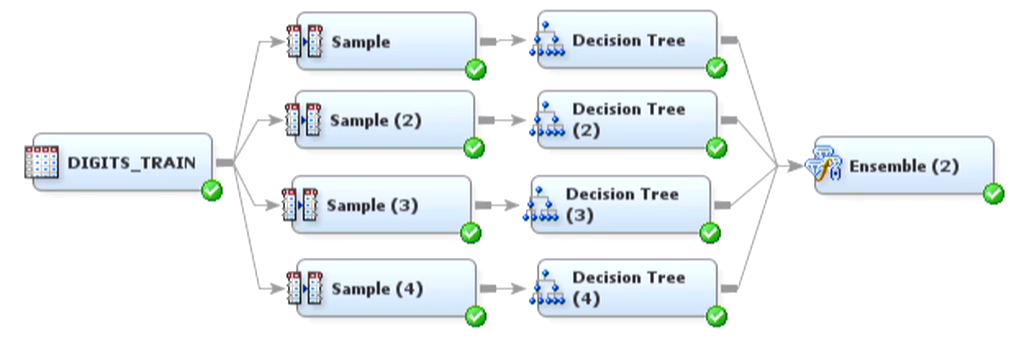 DIGITS_TRAIN
Sample
Decision Tree
Sample (2)
Decision Tree
(2)
Sample (3)
Decision Tree
(3)
Sample (4)
Decision Tree
(4)
Ensemble (2)